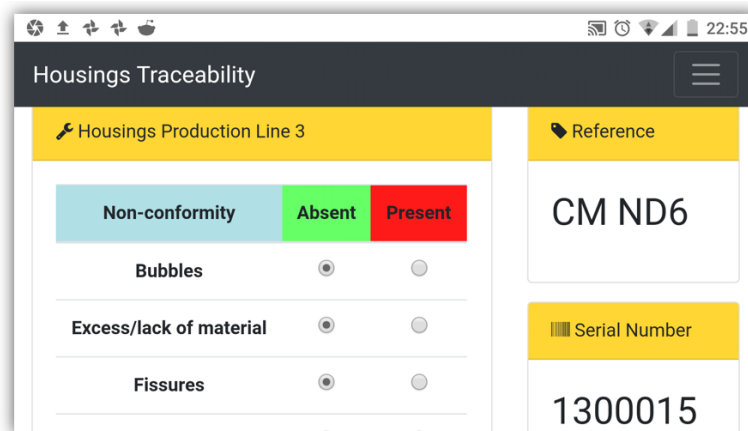 22:55
Housings Traceability
Housings Production Line 3
Non-conformity Absent Present
Bubbles
Excess/lack of material
Fissures
Reference
CM ND6
Serial Number
1300015